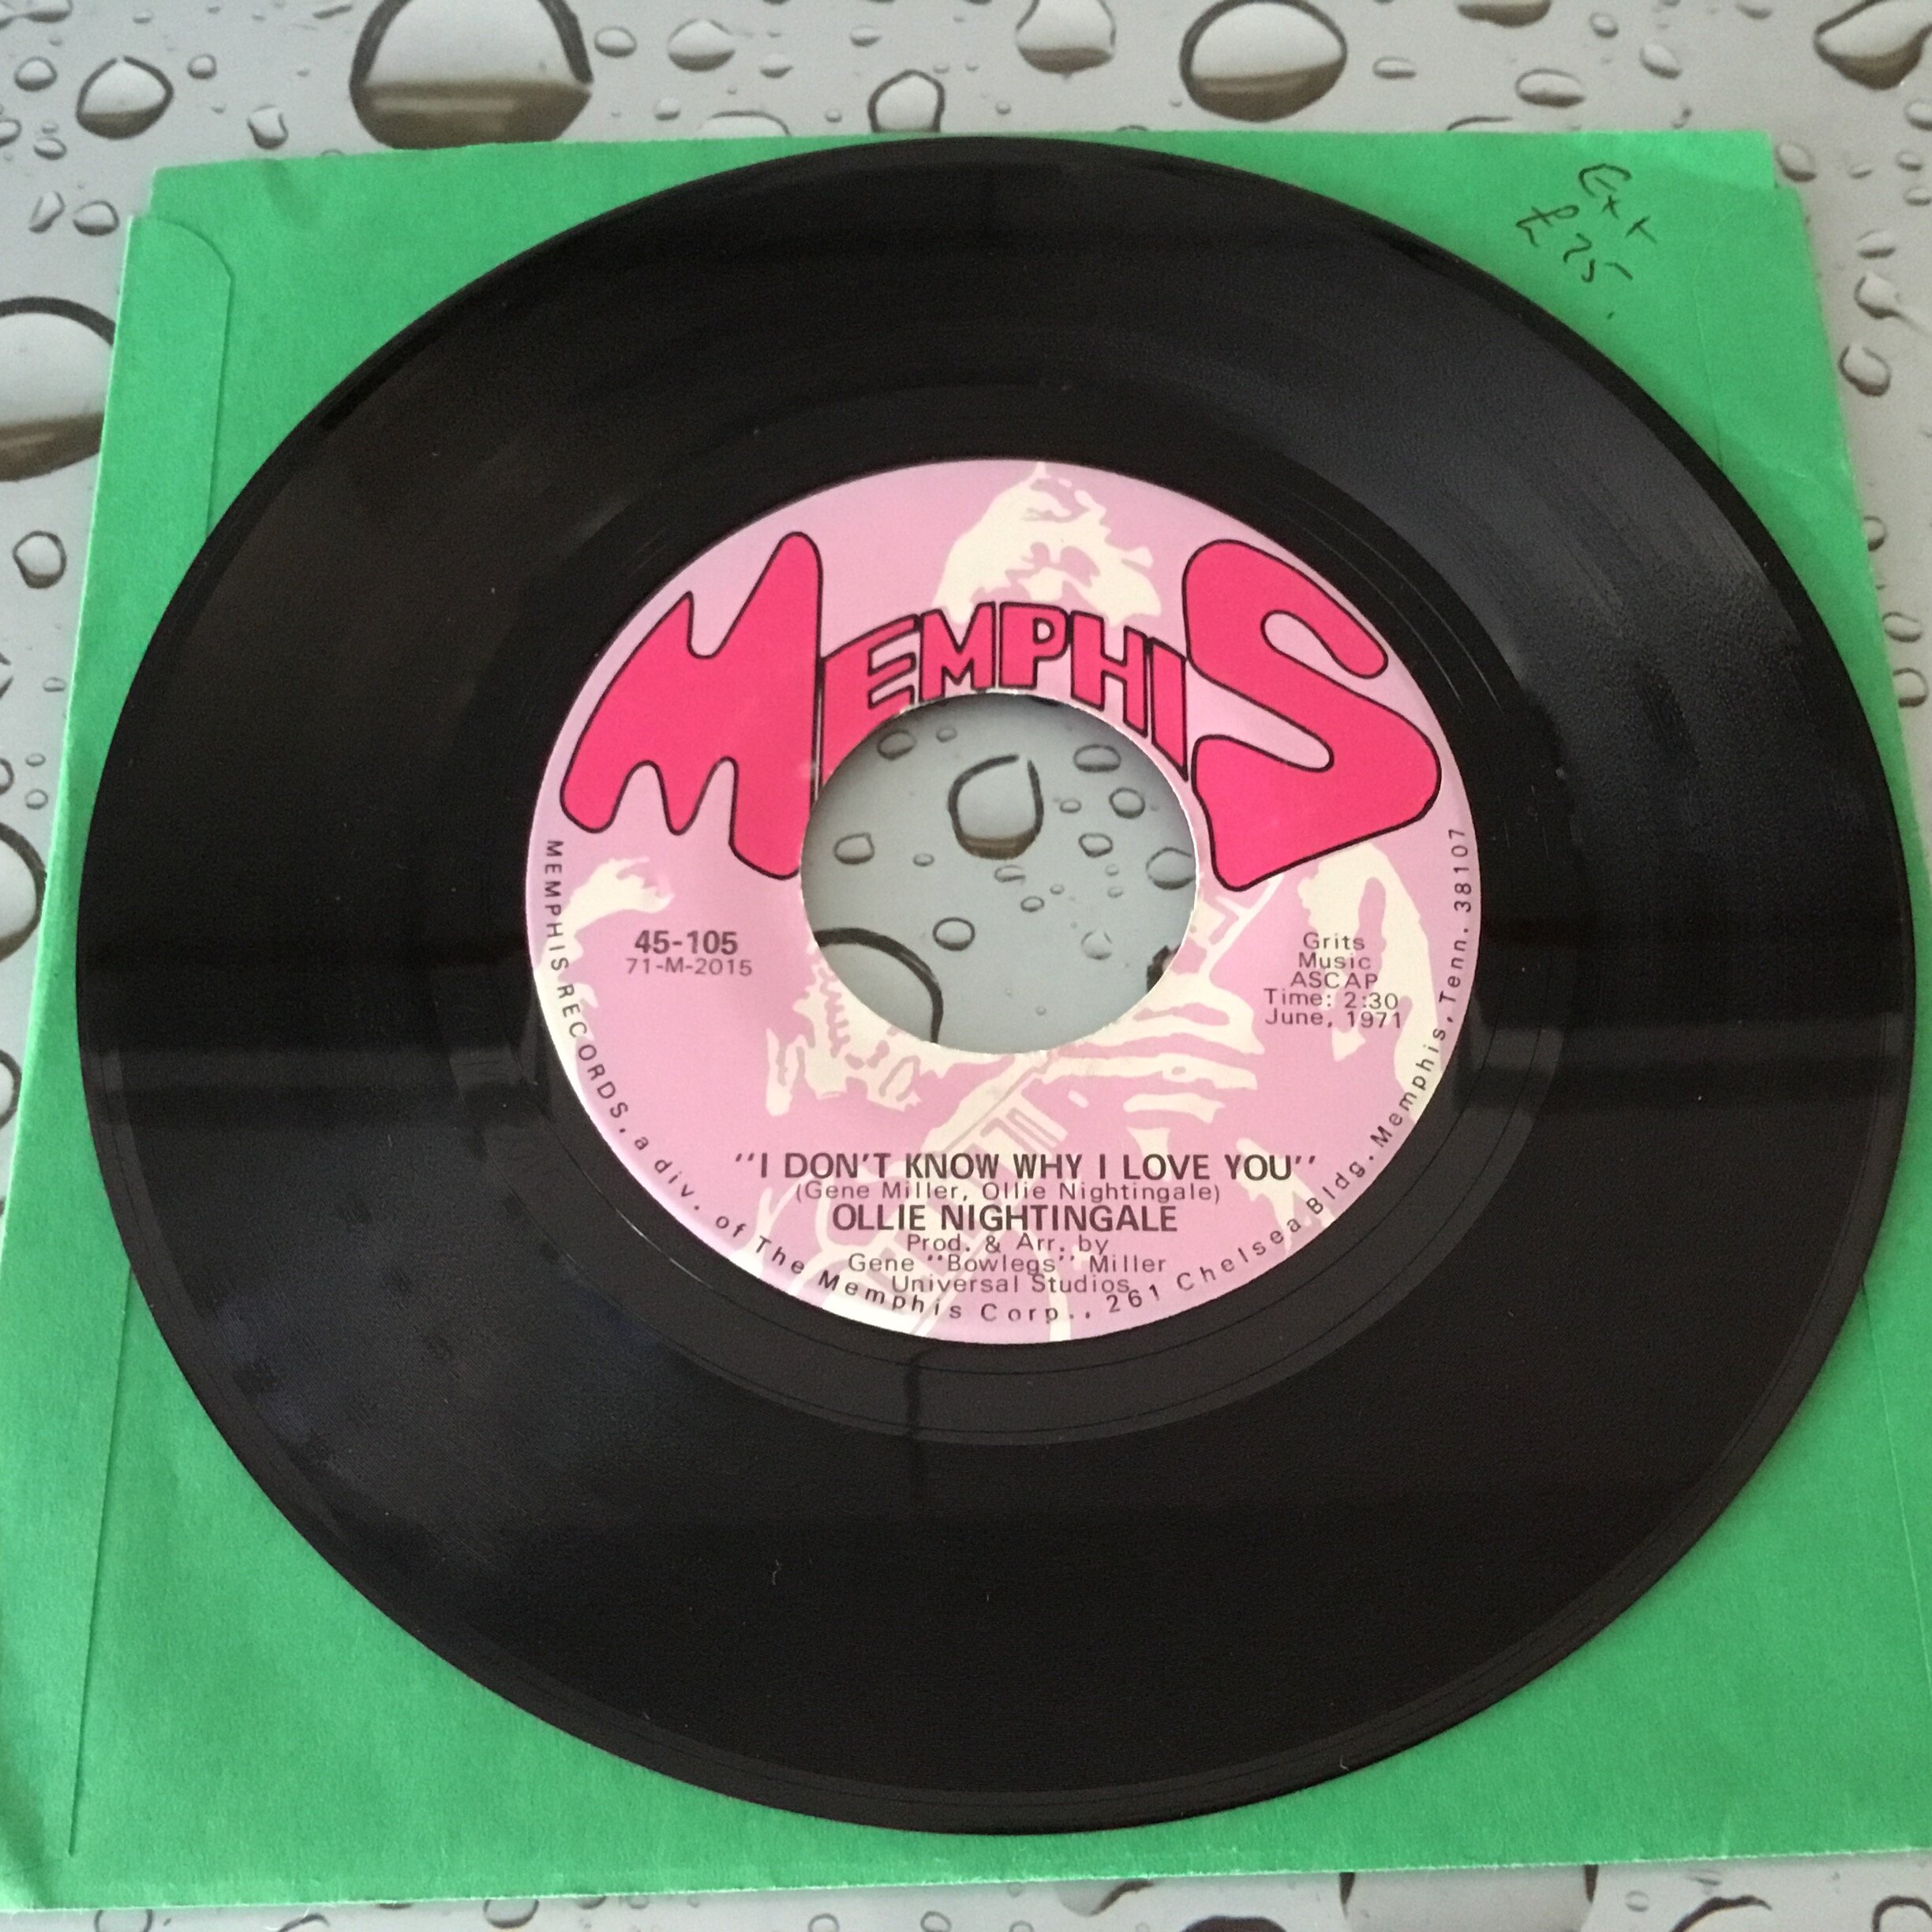 Ex+
£75
MEMPHIS
45-105
71-M-2015
Grits
Music
ASCAP
Time: 2:30
June, 1971
"I DON'T KNOW WHY I LOVE YOU"
(Gene Miller, Ollie Nightingale)
OLLIE NIGHTINGALE
Prod. & Arr. by
Gene "Bowlegs" Miller
Universal Studios
MEMPHIS RECORDS, a div. of The Memphis Corp., 261 Chelsea Bldg. Memphis, Tenn. 38107